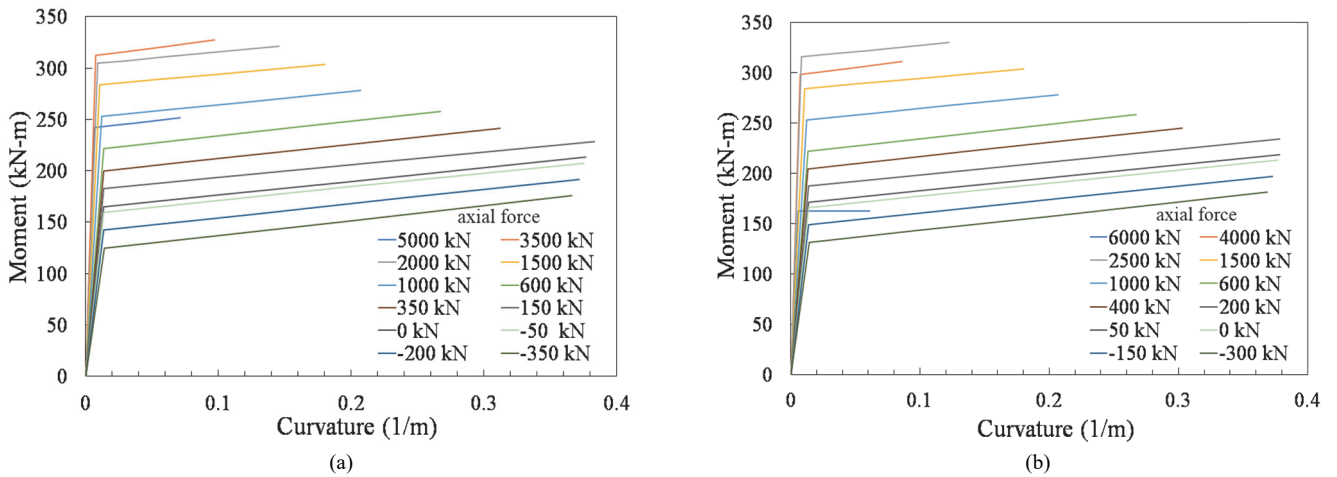 350
300
250
200
150
100
50
0
Moment (kN-m)
axial force
5000 kN 3500 kN
2000 kN 1500 kN
1000 kN 600 kN
350 kN 150 kN
0 kN -50 kN
-200 kN -350 kN
0 0.1 0.2 0.3 0.4
Curvature (1/m)
(a)
350
300
250
200
150
100
50
0
Moment (kN-m)
axial force
6000 kN 4000 kN
2500 kN 1500 kN
1000 kN 600 kN
400 kN 200 kN
50 kN 0 kN
-150 kN -300 kN
0 0.1 0.2 0.3 0.4
Curvature (1/m)
(b)